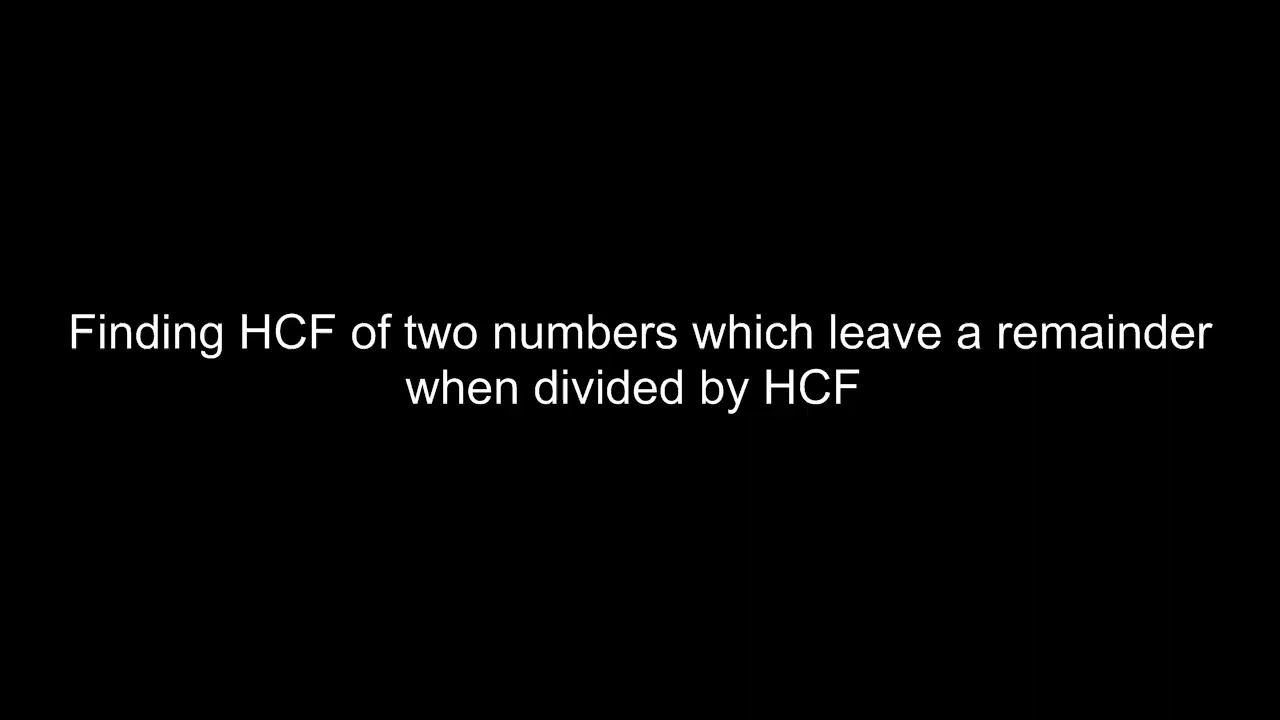 Finding HCF of two numbers which leave a remainder
when divided by HCF